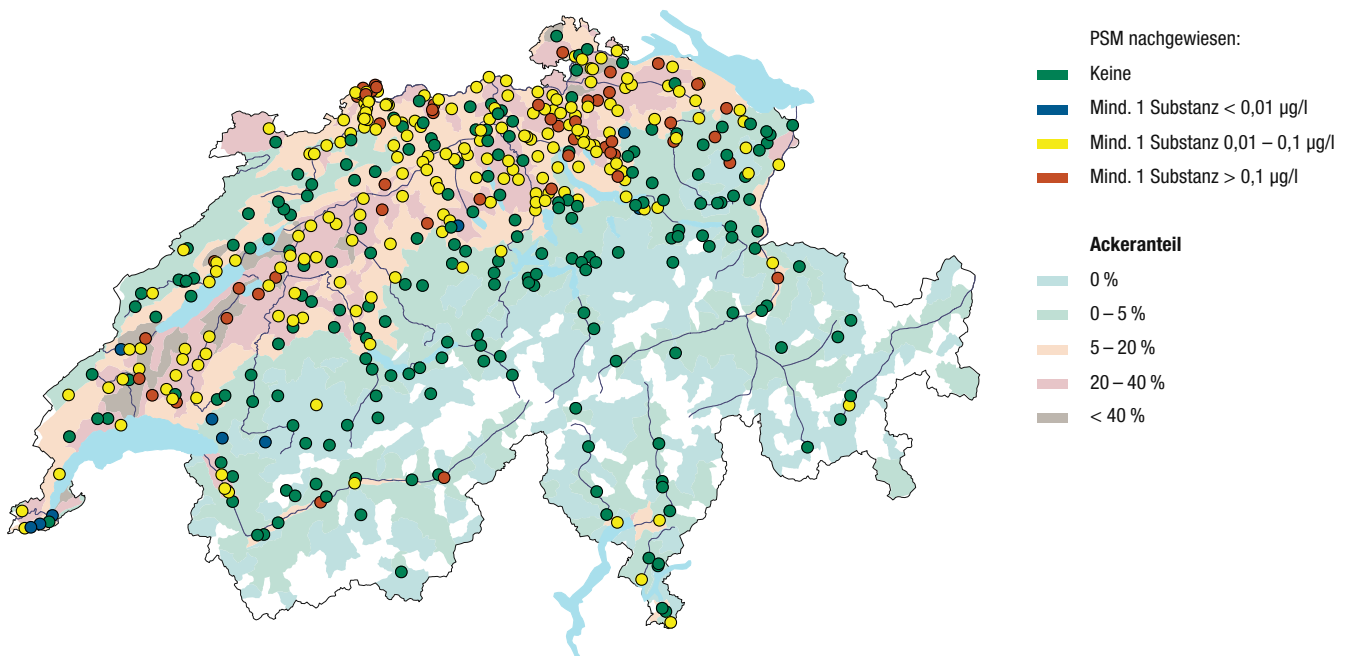 PSM nachgewiesen:
Keine
Mind. 1 Substanz < 0,01 µg/l
Mind. 1 Substanz 0,01 – 0,1 µg/l
Mind. 1 Substanz > 0,1 µg/l
Ackeranteil
0 %
0 – 5 %
5 – 20 %
20 – 40 %
< 40 %